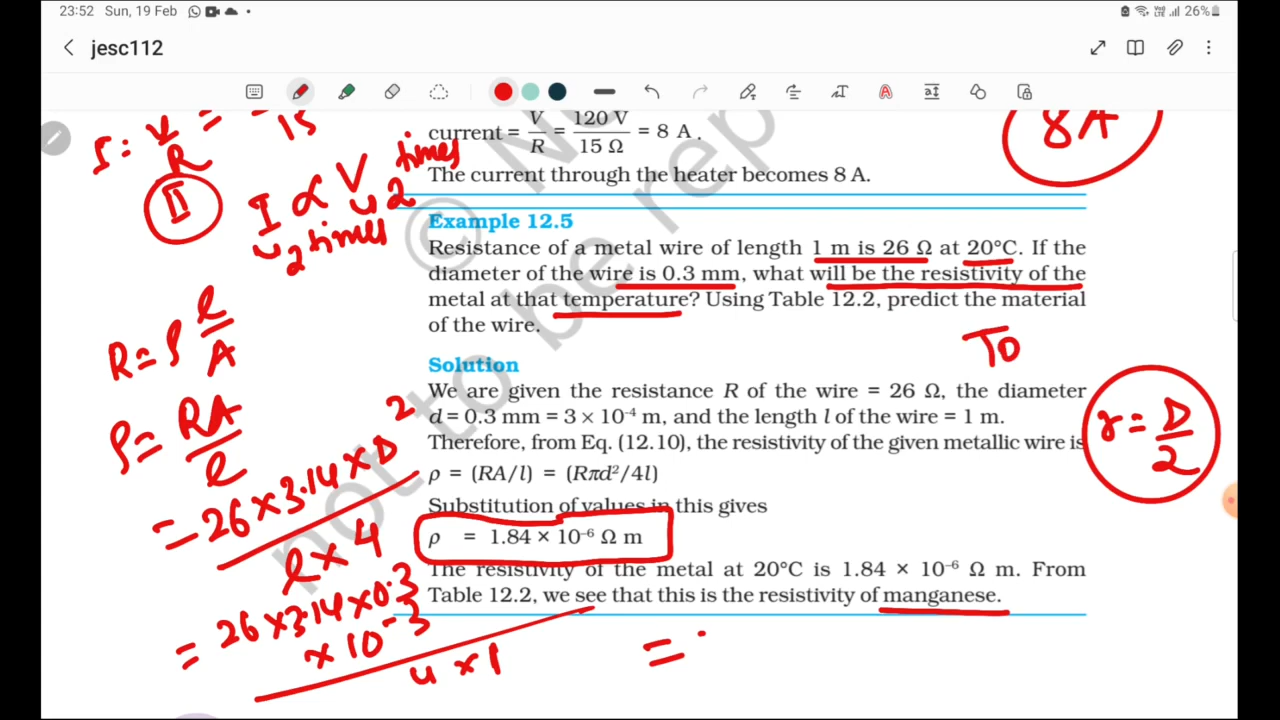 23:52 Sun, 19 Feb
26%
jesc112
I = V/R = 15
II
I ∝ V
2 times
2 times
8A
current = V/R = 120 V/15 Ω = 8 A .
The current through the heater becomes 8 A.
Example 12.5
Resistance of a metal wire of length 1 m is 26 Ω at 20°C. If the
diameter of the wire is 0.3 mm, what will be the resistivity of the
metal at that temperature? Using Table 12.2, predict the material
of the wire.
Solution
We are given the resistance R of the wire = 26 Ω, the diameter
d = 0.3 mm = 3 × 10⁻⁴ m, and the length l of the wire = 1 m.
Therefore, from Eq. (12.10), the resistivity of the given metallic wire is
ρ = (RA/l) = (Rπd²/4l)
Substitution of values in this gives
ρ = 1.84 × 10⁻⁶ Ω m
The resistivity of the metal at 20°C is 1.84 × 10⁻⁶ Ω m. From
Table 12.2, we see that this is the resistivity of manganese.
R = ρ l/A
ρ = RA/l
= 26 × 3.14 × D²
l × 4
= 26 × 3.14 × 0.3
× 10⁻³
4 × 1
=
r = D/2
not to be rep